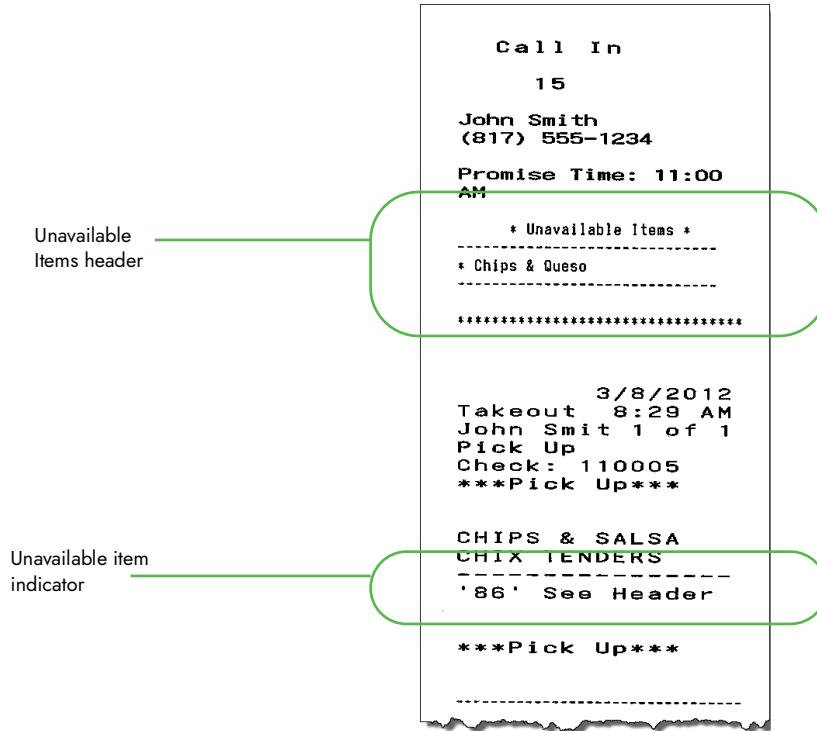 Call In
15
John Smith
(817) 555-1234
Promise Time: 11:00
AM
* Unavailable Items *
------------------------------
* Chips & Queso
------------------------------
********************************
3/8/2012
Takeout 8:29 AM
John Smit 1 of 1
Pick Up
Check: 110005
***Pick Up***
CHIPS & SALSA
CHIX TENDERS
-------------------
'86' See Header
***Pick Up***
---------------------------------
Unavailable
Items header
Unavailable item
indicator